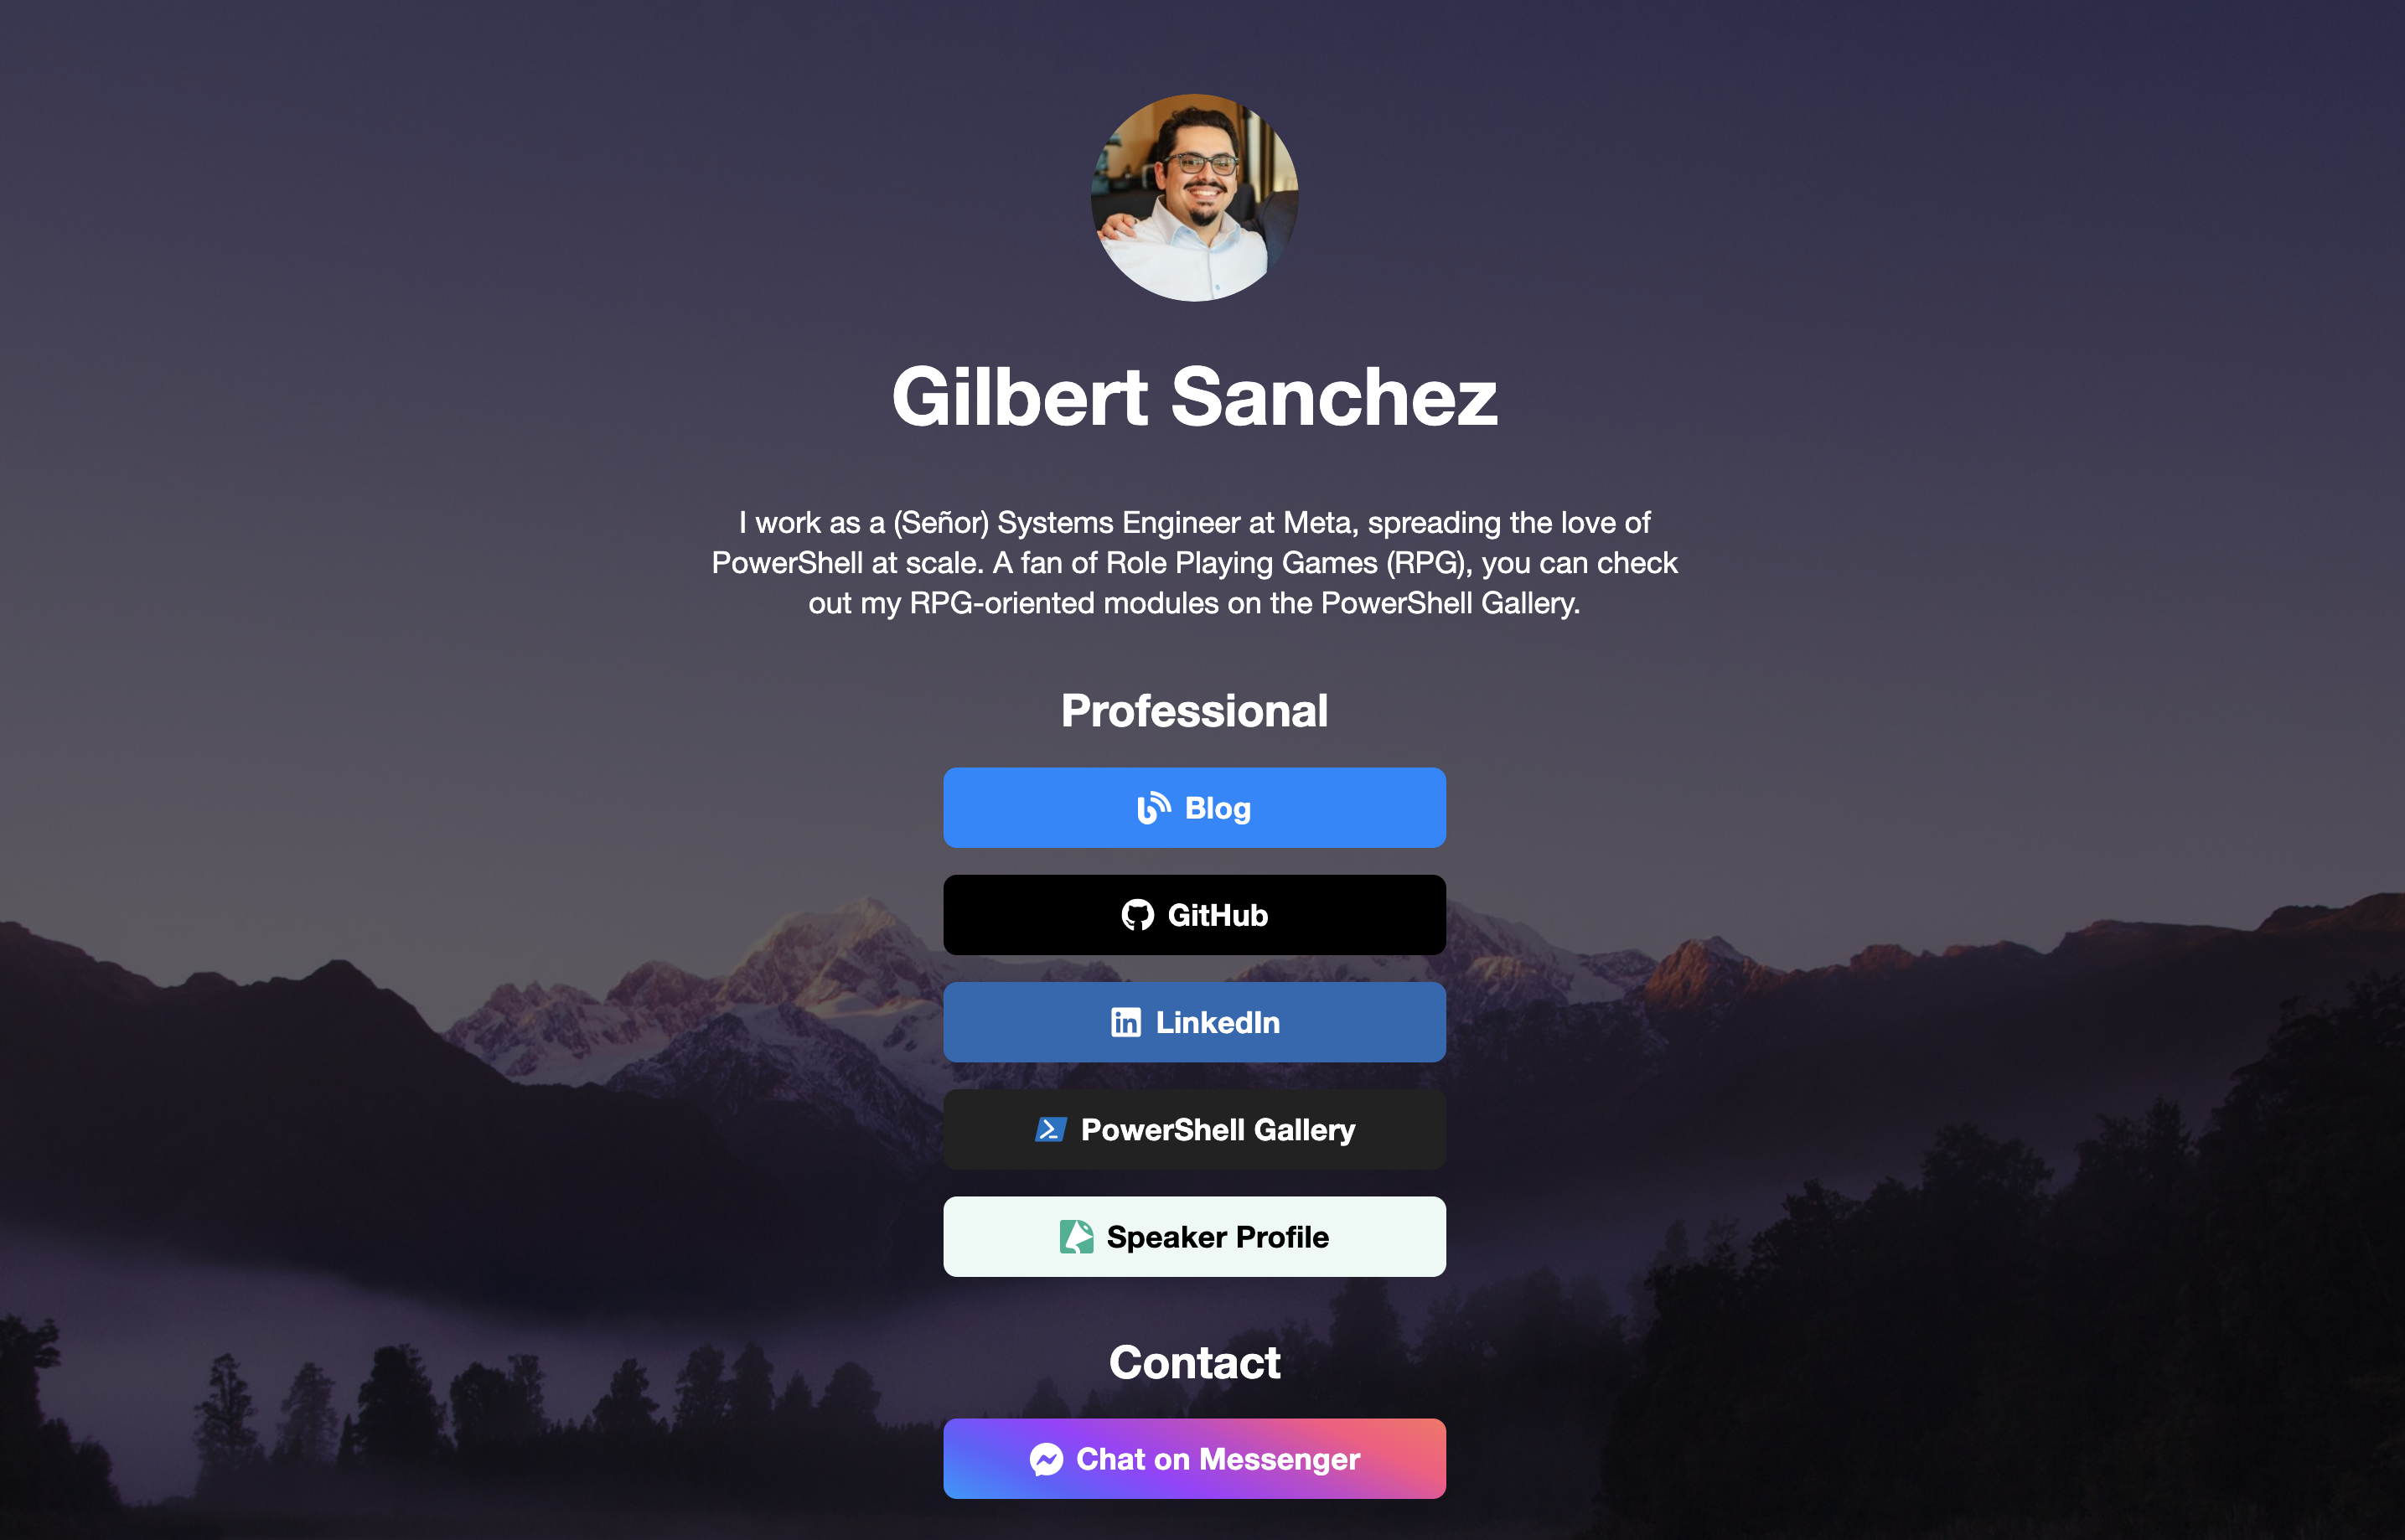 Gilbert Sanchez
I work as a (Señor) Systems Engineer at Meta, spreading the love of
PowerShell at scale. A fan of Role Playing Games (RPG), you can check
out my RPG-oriented modules on the PowerShell Gallery.
Professional
Blog
GitHub
LinkedIn
PowerShell Gallery
Speaker Profile
Contact
Chat on Messenger